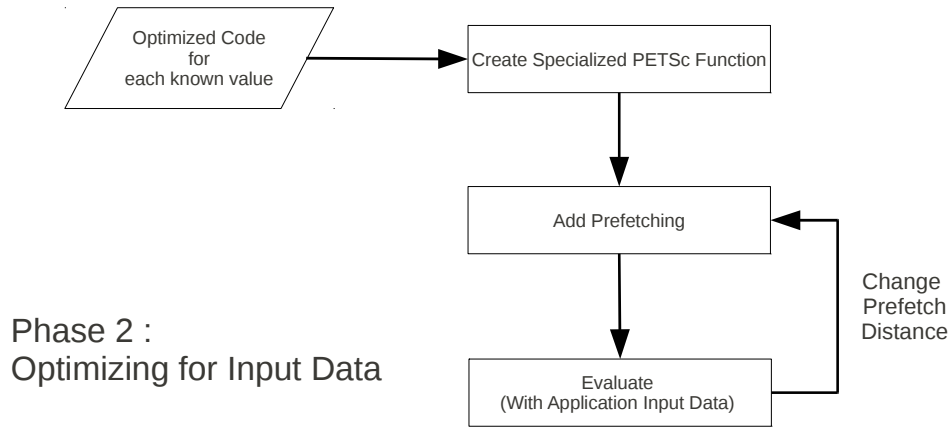 Optimized Code
for
each known value
Create Specialized PETSc Function
Add Prefetching
Change
Prefetch
Distance
Phase 2 :
Optimizing for Input Data
Evaluate
(With Application Input Data)